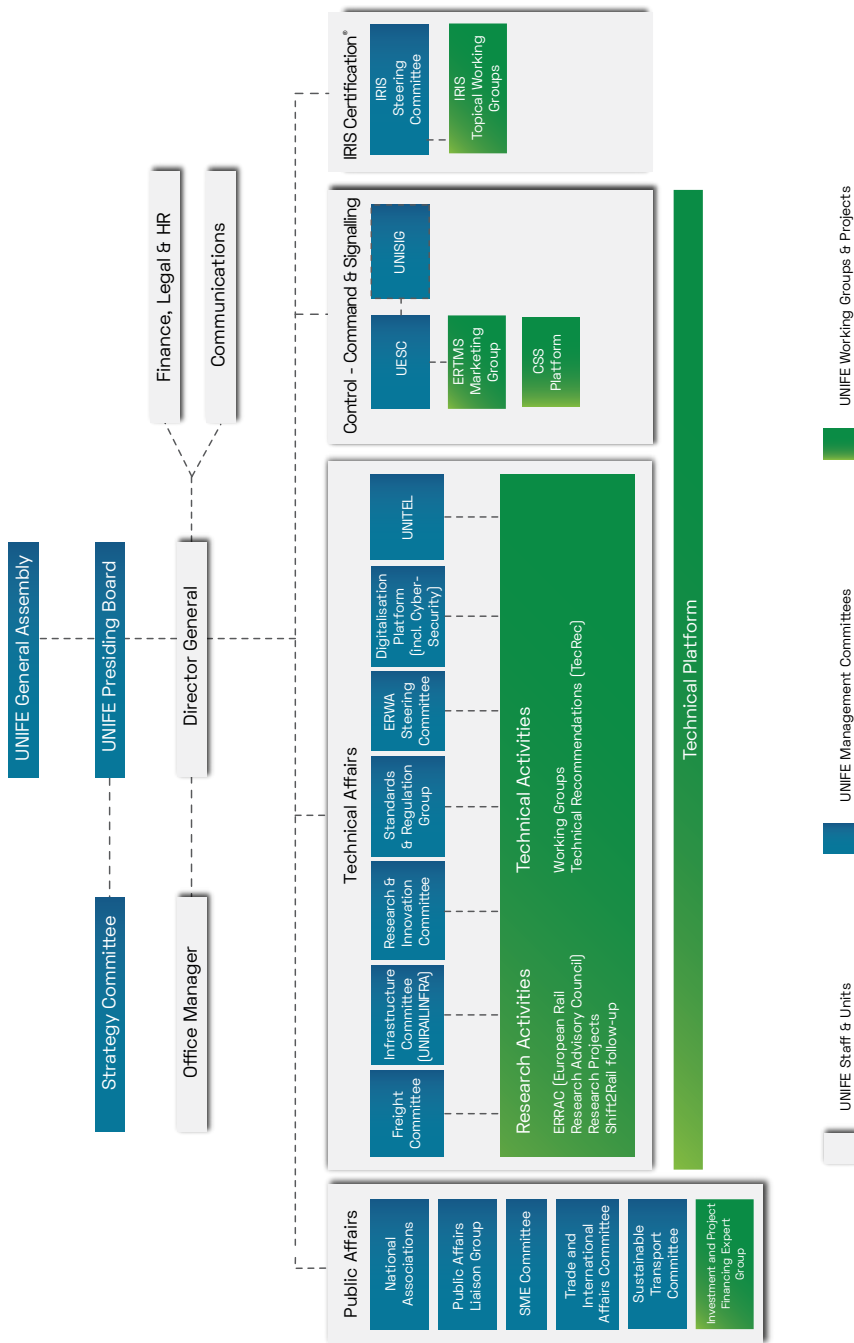 UNIFE General Assembly
Strategy Committee
UNIFE Presiding Board
Office Manager
Director General
Finance, Legal & HR
Communications
Public Affairs
National
Associations
Public Affairs
Liaison Group
SME Committee
Trade and
International
Affairs Committee
Sustainable
Transport
Committee
Investment and Project
Financing Expert
Group
Technical Affairs
Freight
Committee
Infrastructure
Committee
(UNIRAILINFRA)
Research &
Innovation
Committee
Standards
& Regulation
Group
ERWA
Steering
Committee
Digitalisation
Platform
(incl. Cyber-
Security)
UNITEL
Research Activities
ERRAC (European Rail
Research Advisory Council)
Research Projects
Shift2Rail follow-up
Technical Activities
Working Groups
Technical Recommendations (TecRec)
Control - Command & Signalling
UESC
UNISIG
ERTMS
Marketing
Group
CSS
Platform
IRIS Certification®
IRIS
Steering
Committee
IRIS
Topical Working
Groups
Technical Platform
UNIFE Staff & Units
UNIFE Management Committees
UNIFE Working Groups & Projects